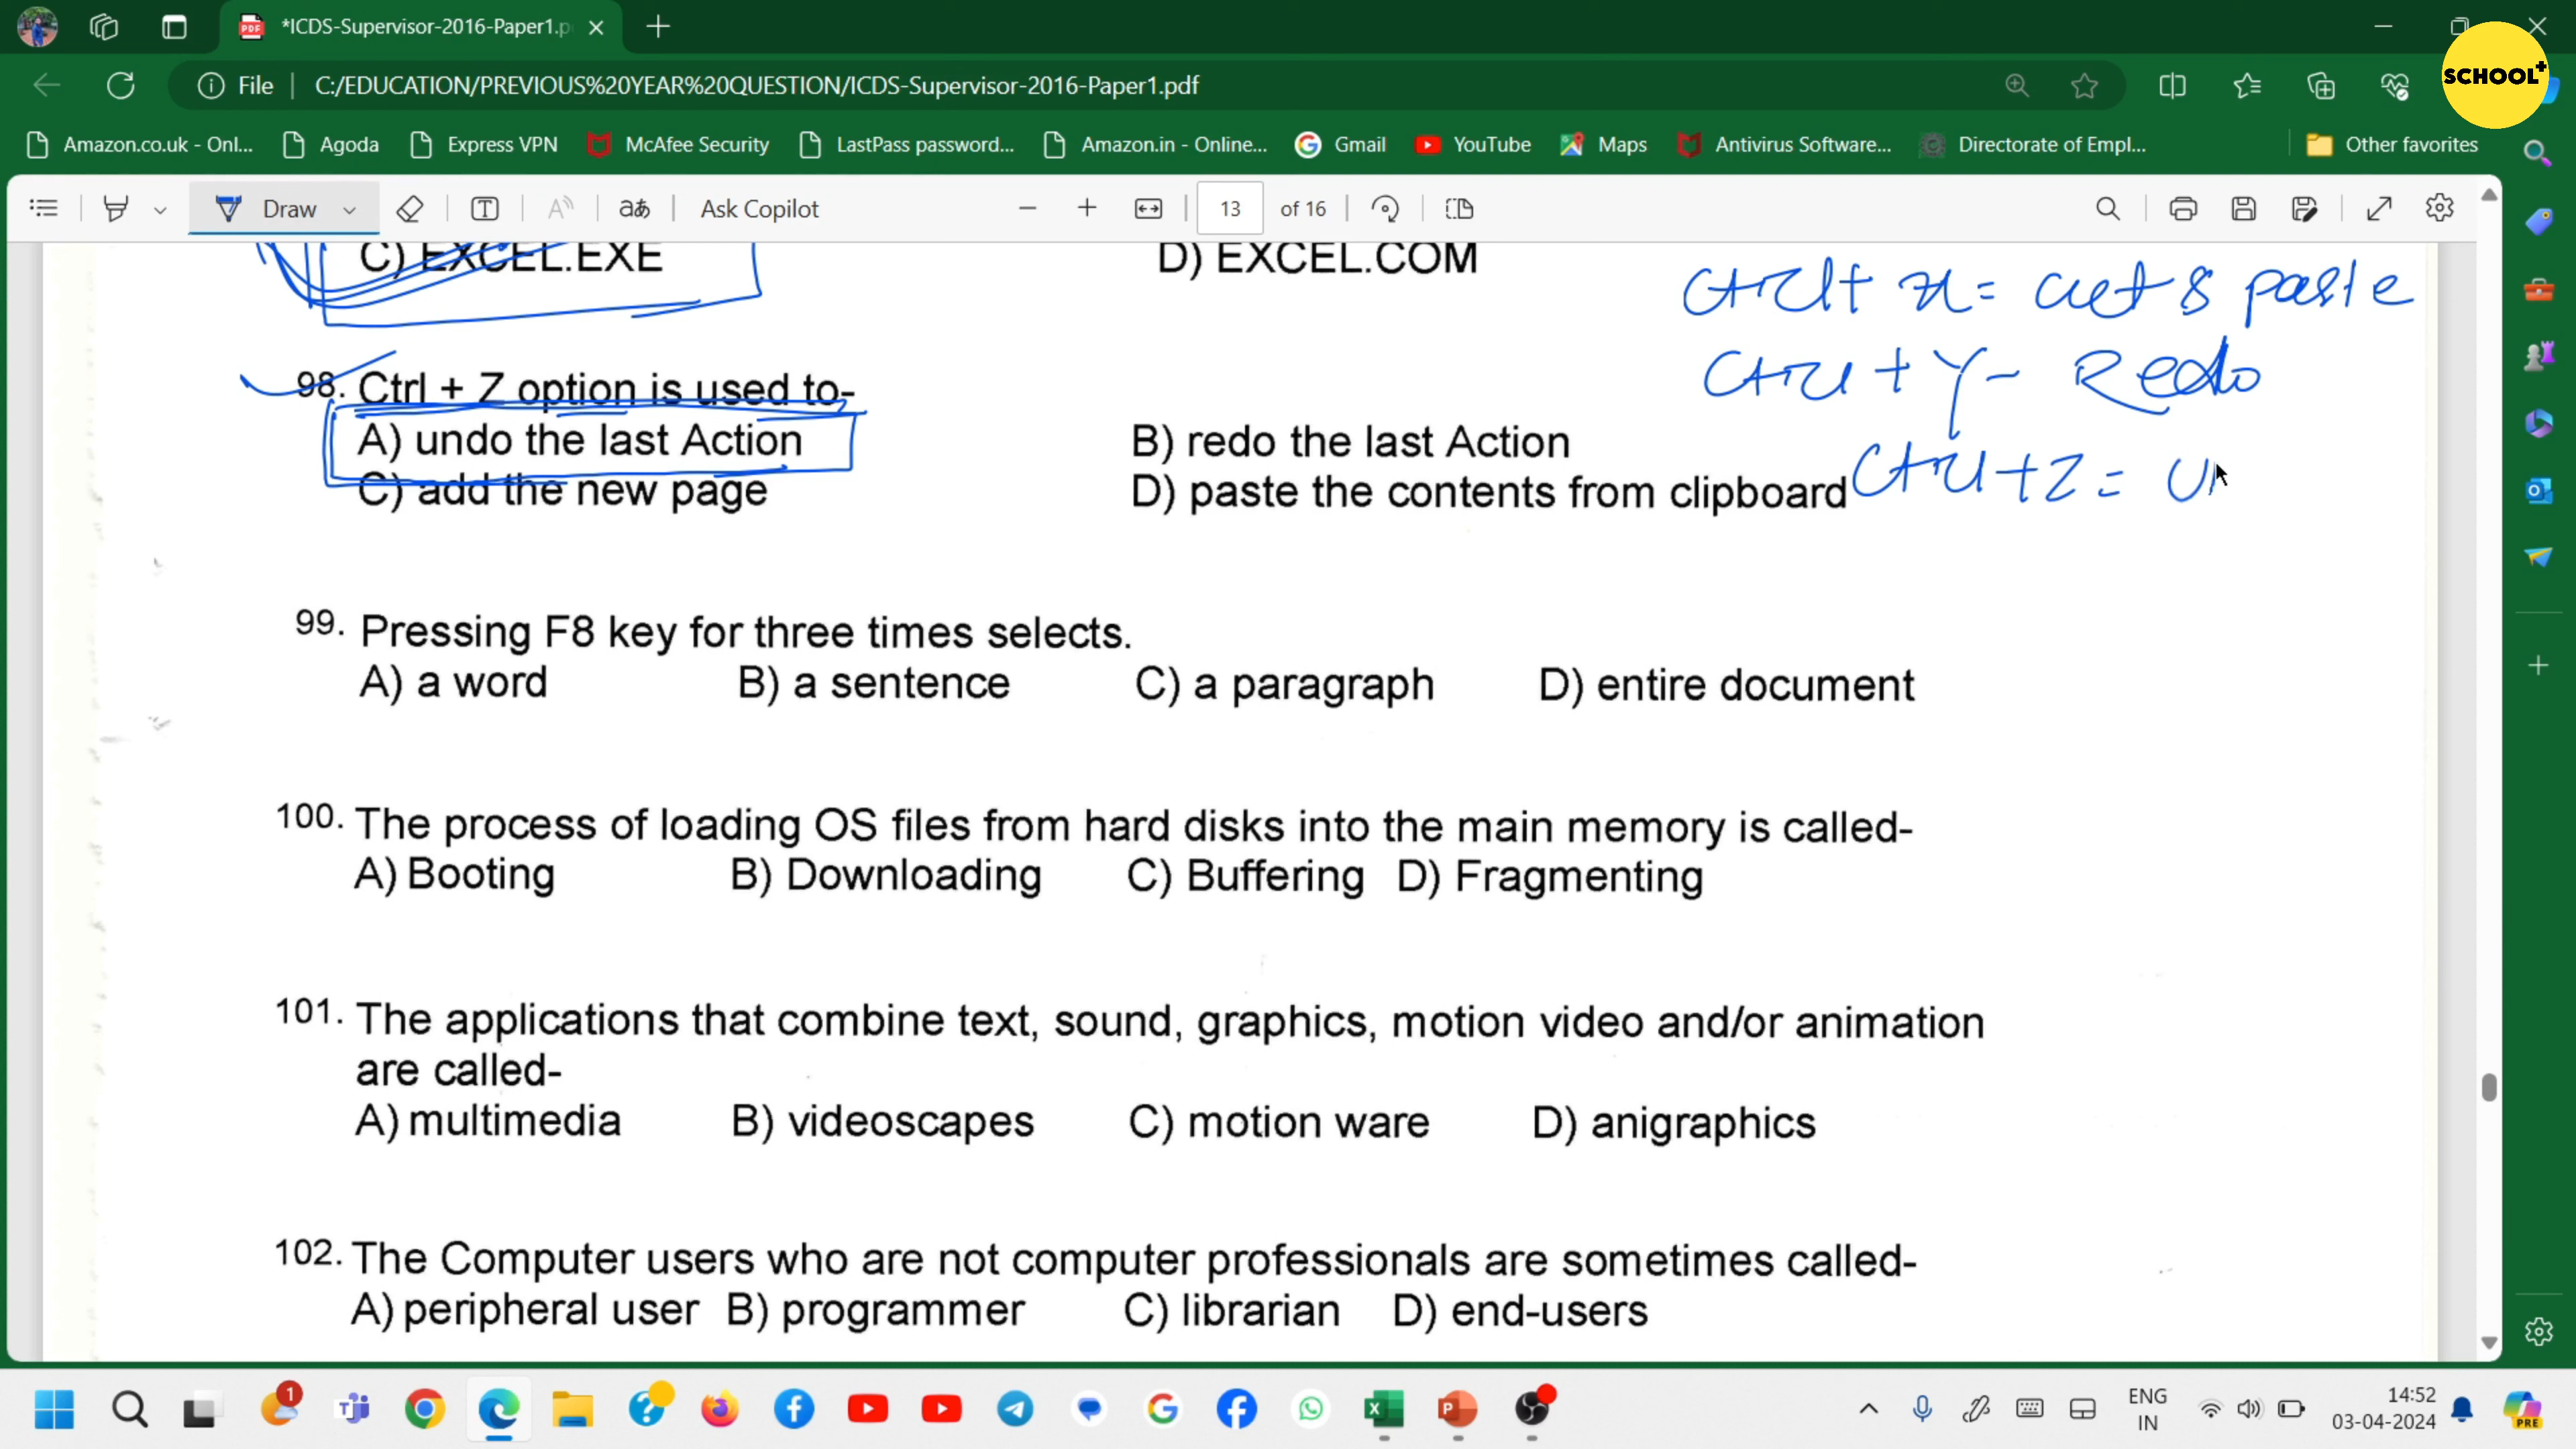 *ICDS-Supervisor-2016-Paper1.p
SCHOOL+
File | C:/EDUCATION/PREVIOUS%20YEAR%20QUESTION/ICDS-Supervisor-2016-Paper1.pdf
Amazon.co.uk - Onl... Agoda Express VPN McAfee Security LastPass password... Amazon.in - Online... Gmail YouTube Maps Antivirus Software... Directorate of Empl... Other favorites
Draw Ask Copilot 13 of 16
C) EXCEL.EXE D) EXCEL.COM
Ctrl + x = cut & paste
Ctrl + Y - Redo
98. Ctrl + Z option is used to-
A) undo the last Action B) redo the last Action
C) add the new page D) paste the contents from clipboard
Ctrl + Z =
99. Pressing F8 key for three times selects.
A) a word B) a sentence C) a paragraph D) entire document
100. The process of loading OS files from hard disks into the main memory is called-
A) Booting B) Downloading C) Buffering D) Fragmenting
101. The applications that combine text, sound, graphics, motion video and/or animation
are called-
A) multimedia B) videoscapes C) motion ware D) anigraphics
102. The Computer users who are not computer professionals are sometimes called-
A) peripheral user B) programmer C) librarian D) end-users
1
ENG
IN
14:52
03-04-2024
PRE